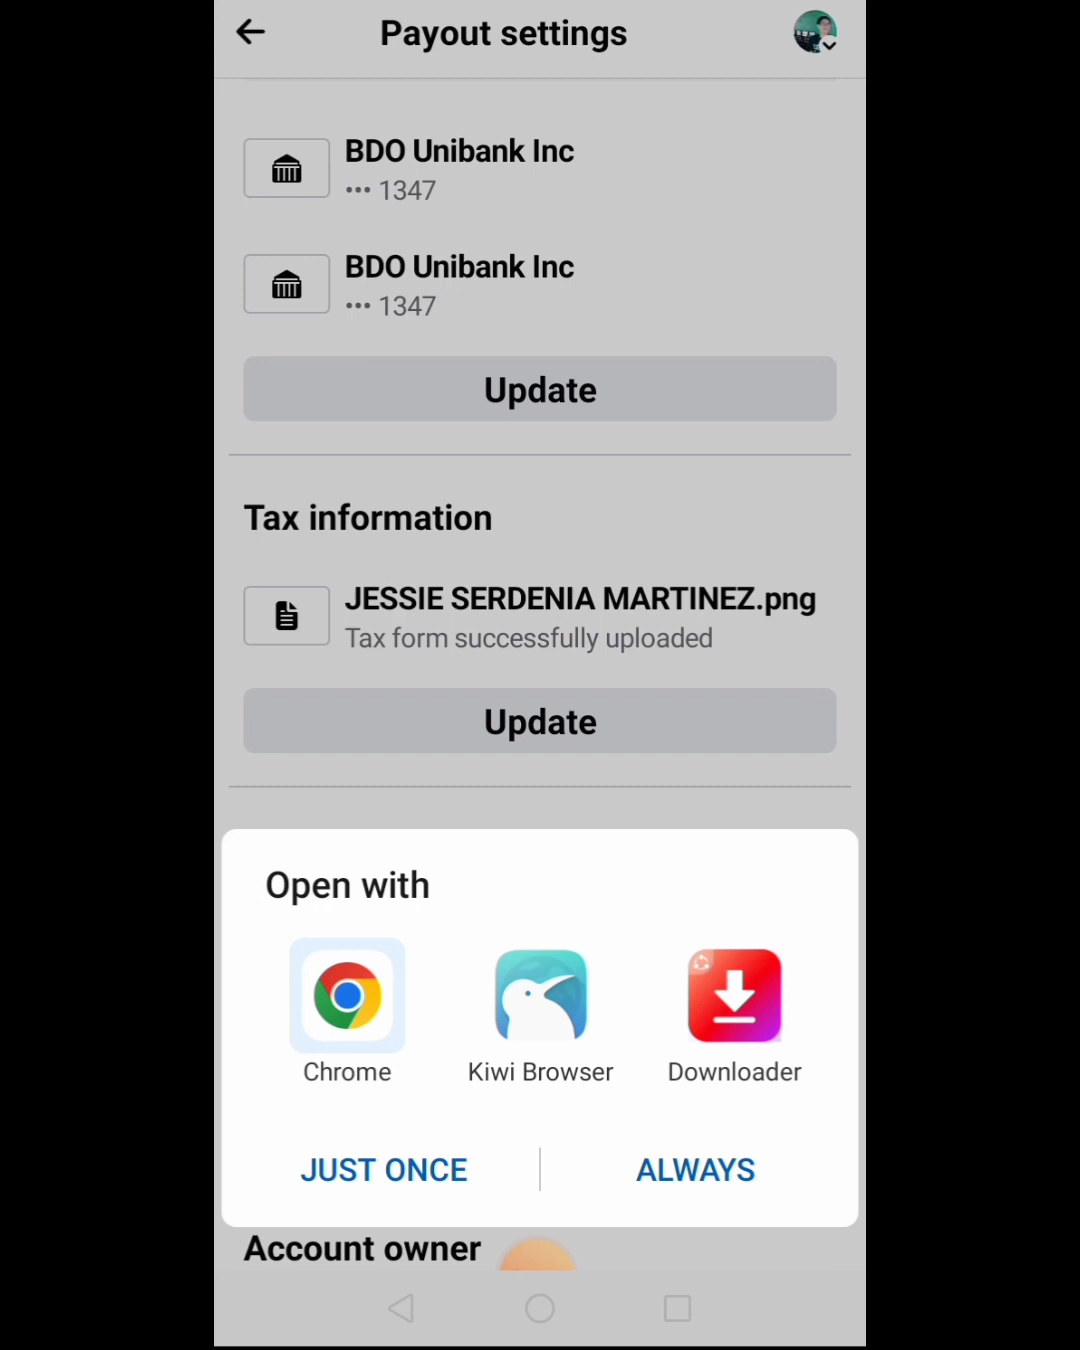 Payout settings
BDO Unibank Inc
••• 1347
BDO Unibank Inc
••• 1347
Update
Tax information
JESSIE SERDENIA MARTINEZ.png
Tax form successfully uploaded
Update
Open with
Chrome
Kiwi Browser
Downloader
JUST ONCE
ALWAYS
Account owner